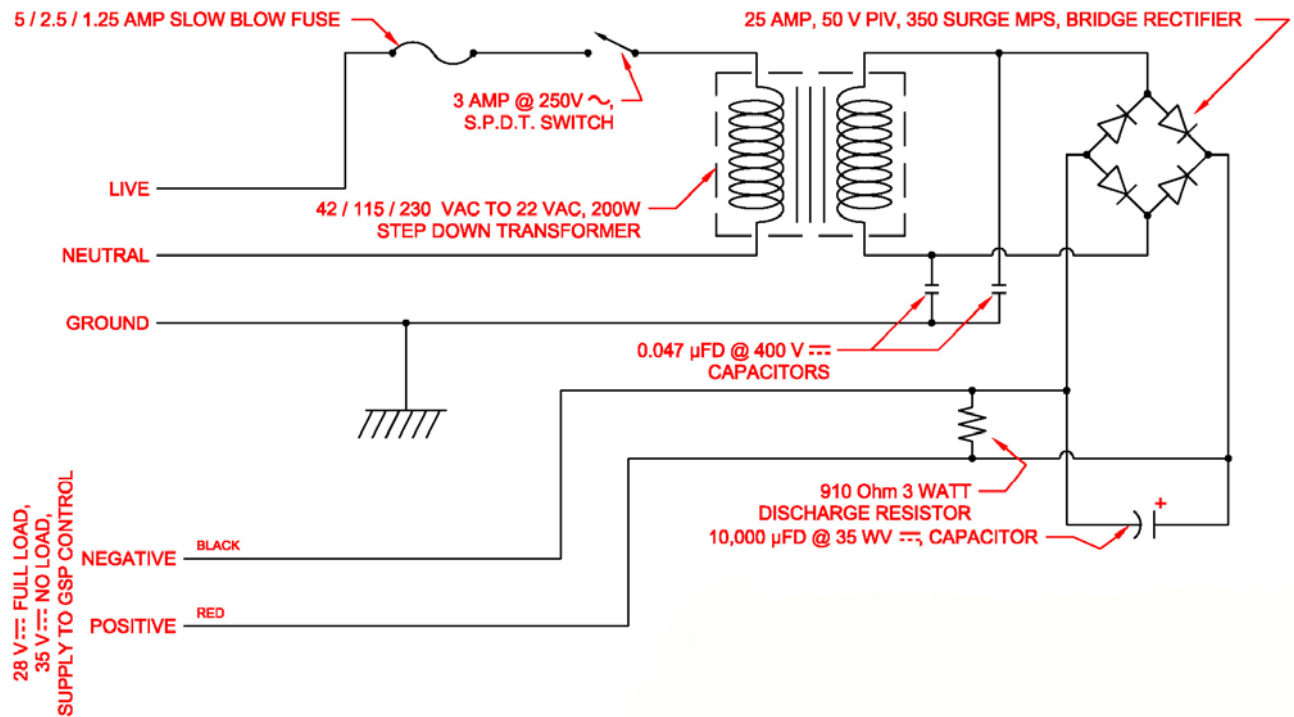 5 / 2.5 / 1.25 AMP SLOW BLOW FUSE
25 AMP, 50 V PIV, 350 SURGE MPS, BRIDGE RECTIFIER
3 AMP @ 250V ∿,
S.P.D.T. SWITCH
LIVE
42 / 115 / 230 VAC TO 22 VAC, 200W
STEP DOWN TRANSFORMER
NEUTRAL
GROUND
0.047 µFD @ 400 V ⎓
CAPACITORS
910 Ohm 3 WATT
DISCHARGE RESISTOR
+
10,000 µFD @ 35 WV ⎓, CAPACITOR
28 V ⎓ FULL LOAD,
35 V ⎓ NO LOAD,
SUPPLY TO GSP CONTROL
NEGATIVE
BLACK
POSITIVE
RED